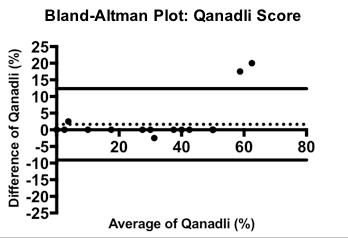 Bland-Altman Plot: Qanadli Score
Difference of Qanadli (%)
25
20
15
10
5
0
-5
-10
-15
-20
-25
20 40 60 80
Average of Qanadli (%)